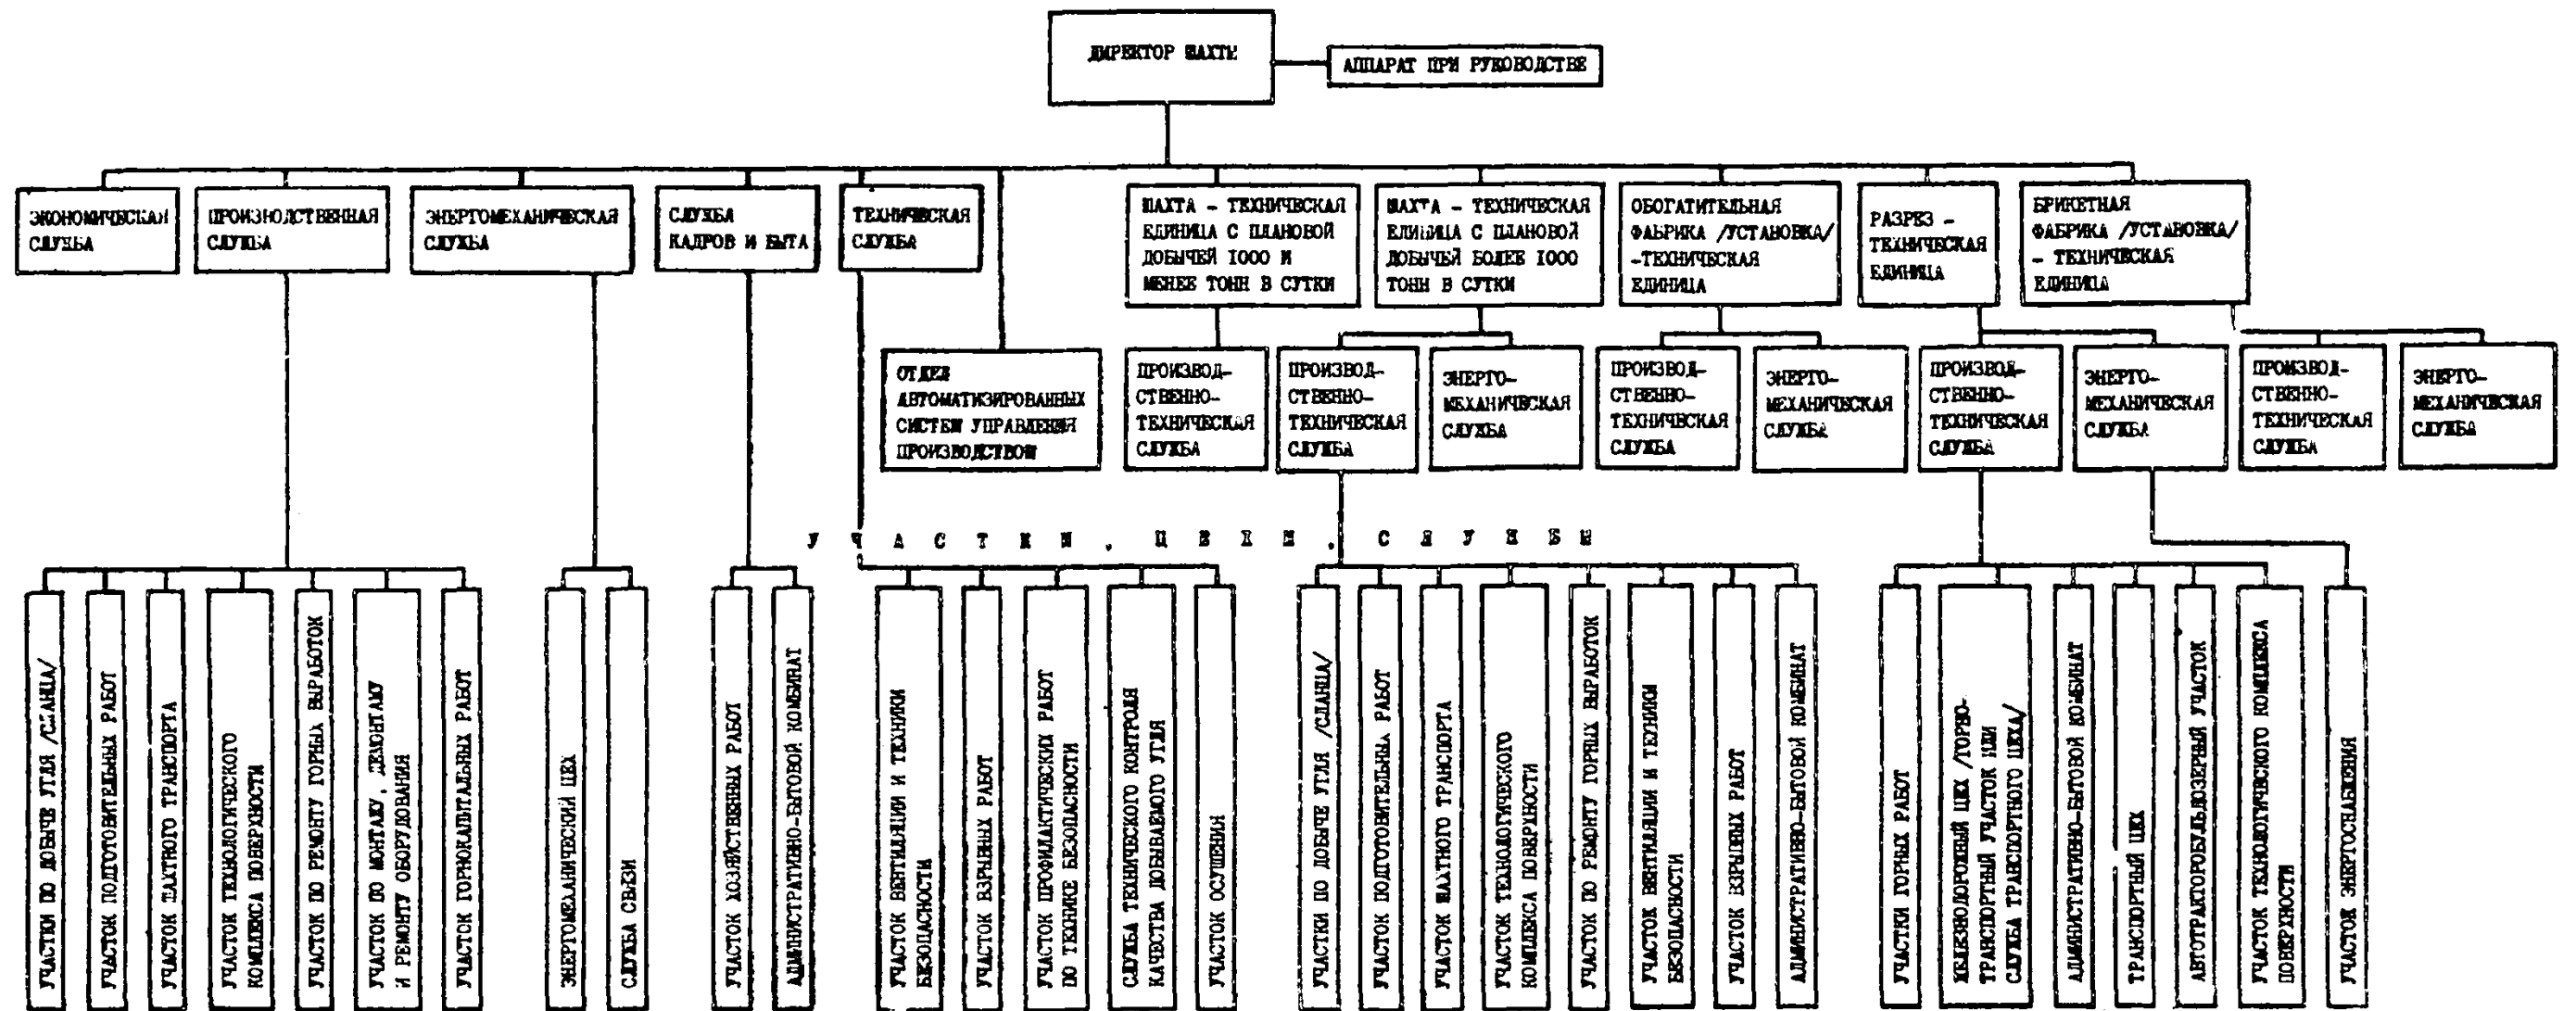 ДИРЕКТОР ШАХТЫ
АППАРАТ ПРИ РУКОВОДСТВЕ
ЭКОНОМИЧЕСКАЯ
СЛУЖБА
ПРОИЗВОДСТВЕННАЯ
СЛУЖБА
ЭНЕРГОМЕХАНИЧЕСКАЯ
СЛУЖБА
СЛУЖБА
КАДРОВ И БЫТА
ТЕХНИЧЕСКАЯ
СЛУЖБА
ШАХТА - ТЕХНИЧЕСКАЯ
ЕДИНИЦА С ПЛАНОВОЙ
ДОБЫЧЕЙ 1000 И
МЕНЕЕ ТОНН В СУТКИ
ШАХТА - ТЕХНИЧЕСКАЯ
ЕДИНИЦА С ПЛАНОВОЙ
ДОБЫЧЕЙ БОЛЕЕ 1000
ТОНН В СУТКИ
ОБОГАТИТЕЛЬНАЯ
ФАБРИКА /УСТАНОВКА/
-ТЕХНИЧЕСКАЯ
ЕДИНИЦА
РАЗРЕЗ -
ТЕХНИЧЕСКАЯ
ЕДИНИЦА
БРИКЕТНАЯ
ФАБРИКА /УСТАНОВКА/
- ТЕХНИЧЕСКАЯ
ЕДИНИЦА
ОТДЕЛ
АВТОМАТИЗИРОВАННЫХ
СИСТЕМ УПРАВЛЕНИЯ
ПРОИЗВОДСТВОМ
ПРОИЗВОД-
СТВЕННО-
ТЕХНИЧЕСКАЯ
СЛУЖБА
ПРОИЗВОД-
СТВЕННО-
ТЕХНИЧЕСКАЯ
СЛУЖБА
ЭНЕРГО-
МЕХАНИЧЕСКАЯ
СЛУЖБА
ПРОИЗВОД-
СТВЕННО-
ТЕХНИЧЕСКАЯ
СЛУЖБА
ЭНЕРГО-
МЕХАНИЧЕСКАЯ
СЛУЖБА
ПРОИЗВОД-
СТВЕННО-
ТЕХНИЧЕСКАЯ
СЛУЖБА
ЭНЕРГО-
МЕХАНИЧЕСКАЯ
СЛУЖБА
ПРОИЗВОД-
СТВЕННО-
ТЕХНИЧЕСКАЯ
СЛУЖБА
ЭНЕРГО-
МЕХАНИЧЕСКАЯ
СЛУЖБА
УЧАСТКИ, ЦЕХИ, СЛУЖБЫ
УЧАСТКИ ПО ДОБЫЧЕ УГЛЯ /СЛАНЦА/
УЧАСТОК ПОДГОТОВИТЕЛЬНЫХ РАБОТ
УЧАСТОК ШАХТНОГО ТРАНСПОРТА
УЧАСТОК ТЕХНОЛОГИЧЕСКОГО
КОМПЛЕКСА ПОВЕРХНОСТИ
УЧАСТОК ПО РЕМОНТУ ГОРНЫХ ВЫРАБОТОК
УЧАСТОК ПО МОНТАЖУ, ДЕМОНТАЖУ
И РЕМОНТУ ОБОРУДОВАНИЯ
УЧАСТОК ГОРНОКАПИТАЛЬНЫХ РАБОТ
ЭНЕРГОМЕХАНИЧЕСКИЙ ЦЕХ
СЛУЖБА СВЯЗИ
УЧАСТОК ХОЗЯЙСТВЕННЫХ РАБОТ
АДМИНИСТРАТИВНО-БЫТОВОЙ КОМБИНАТ
УЧАСТОК ВЕНТИЛЯЦИИ И ТЕХНИКИ
БЕЗОПАСНОСТИ
УЧАСТОК ВЗРЫВНЫХ РАБОТ
УЧАСТОК ПРОФИЛАКТИЧЕСКИХ РАБОТ
ПО ТЕХНИКЕ БЕЗОПАСНОСТИ
СЛУЖБА ТЕХНИЧЕСКОГО КОНТРОЛЯ
КАЧЕСТВА ДОБЫВАЕМОГО УГЛЯ
УЧАСТОК ОСУШЕНИЯ
УЧАСТКИ ПО ДОБЫЧЕ УГЛЯ /СЛАНЦА/
УЧАСТОК ПОДГОТОВИТЕЛЬНЫХ РАБОТ
УЧАСТОК ШАХТНОГО ТРАНСПОРТА
УЧАСТОК ТЕХНОЛОГИЧЕСКОГО
КОМПЛЕКСА ПОВЕРХНОСТИ
УЧАСТОК ПО РЕМОНТУ ГОРНЫХ ВЫРАБОТОК
УЧАСТОК ВЕНТИЛЯЦИИ И ТЕХНИКИ
БЕЗОПАСНОСТИ
УЧАСТОК ВЗРЫВНЫХ РАБОТ
АДМИНИСТРАТИВНО-БЫТОВОЙ КОМБИНАТ
УЧАСТКИ ГОРНЫХ РАБОТ
ЖЕЛЕЗНОДОРОЖНЫЙ ЦЕХ /ГОРНО-
ТРАНСПОРТНЫЙ УЧАСТОК ИЛИ
СЛУЖБА ТРАНСПОРТНОГО ЦЕХА/
АДМИНИСТРАТИВНО-БЫТОВОЙ КОМБИНАТ
ТРАНСПОРТНЫЙ ЦЕХ
АВТОТРАКТОРОБУЛЬДОЗЕРНЫЙ УЧАСТОК
УЧАСТОК ТЕХНОЛОГИЧЕСКОГО КОМПЛЕКСА
ПОВЕРХНОСТИ
УЧАСТОК ЭНЕРГОСНАБЖЕНИЯ